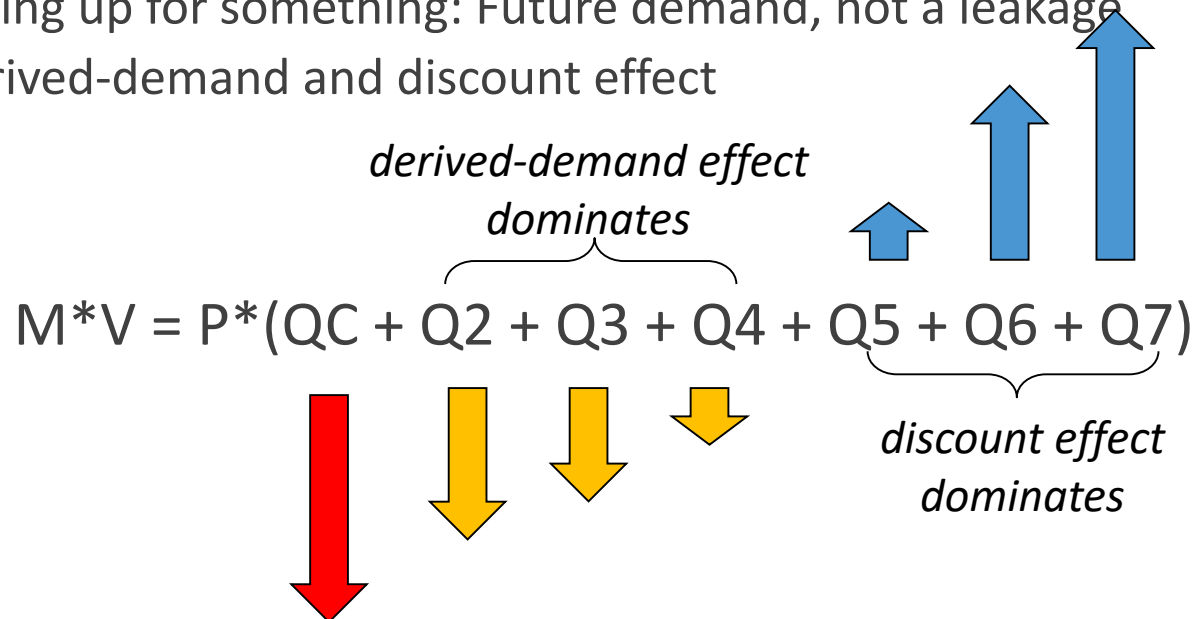 ing up for something: Future demand, not a leakage
rived-demand and discount effect
derived-demand effect
dominates
M*V = P*(QC + Q2 + Q3 + Q4 + Q5 + Q6 + Q7)
discount effect
dominates